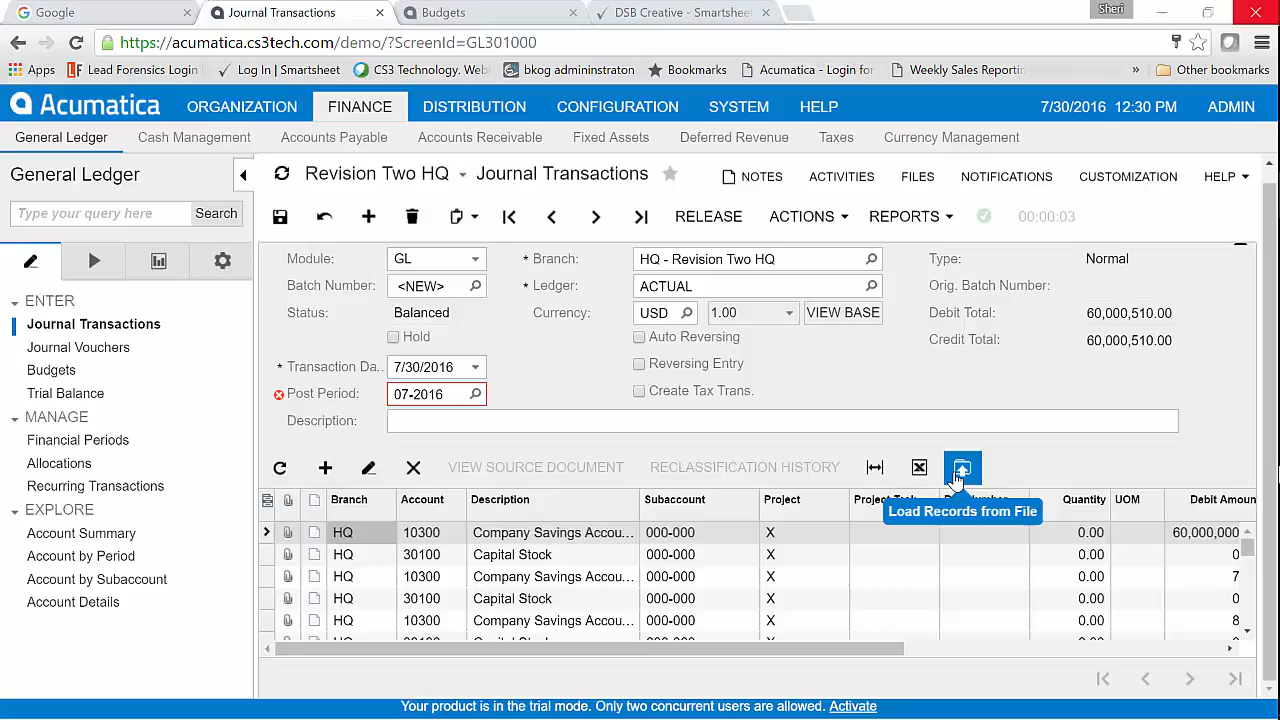 Google
Journal Transactions
Budgets
DSB Creative - Smartsheet
Sheri
https://acumatica.cs3tech.com/demo/?ScreenId=GL301000
Apps
Lead Forensics Login
Log In | Smartsheet
CS3 Technology. Web
bkog admininstraton
Bookmarks
Acumatica - Login for
Weekly Sales Reportin
»
Other bookmarks
Acumatica
ORGANIZATION
FINANCE
DISTRIBUTION
CONFIGURATION
SYSTEM
HELP
7/30/2016 12:30 PM
ADMIN
General Ledger
Cash Management
Accounts Payable
Accounts Receivable
Fixed Assets
Deferred Revenue
Taxes
Currency Management
General Ledger
Type your query here
Search
ENTER
Journal Transactions
Journal Vouchers
Budgets
Trial Balance
MANAGE
Financial Periods
Allocations
Recurring Transactions
EXPLORE
Account Summary
Account by Period
Account by Subaccount
Account Details
Revision Two HQ
Journal Transactions
NOTES
ACTIVITIES
FILES
NOTIFICATIONS
CUSTOMIZATION
HELP
RELEASE
ACTIONS
REPORTS
00:00:03
Module: GL
* Branch: HQ - Revision Two HQ
Type: Normal
Batch Number: <NEW>
* Ledger: ACTUAL
Orig. Batch Number:
Status: Balanced
Currency: USD 1.00 VIEW BASE
Debit Total: 60,000,510.00
Hold
Auto Reversing
Credit Total: 60,000,510.00
* Transaction Da.. 7/30/2016
Reversing Entry
Post Period: 07-2016
Create Tax Trans.
Description:
VIEW SOURCE DOCUMENT
RECLASSIFICATION HISTORY
Load Records from File
Branch Account Description Subaccount Project Quantity UOM Debit Amoun
HQ 10300 Company Savings Accou... 000-000 X 0.00 60,000,000
HQ 30100 Capital Stock 000-000 X 0.00 0
HQ 10300 Company Savings Accou... 000-000 X 0.00 7
HQ 30100 Capital Stock 000-000 X 0.00 0
HQ 10300 Company Savings Accou... 000-000 X 0.00 8
Your product is in the trial mode. Only two concurrent users are allowed. Activate